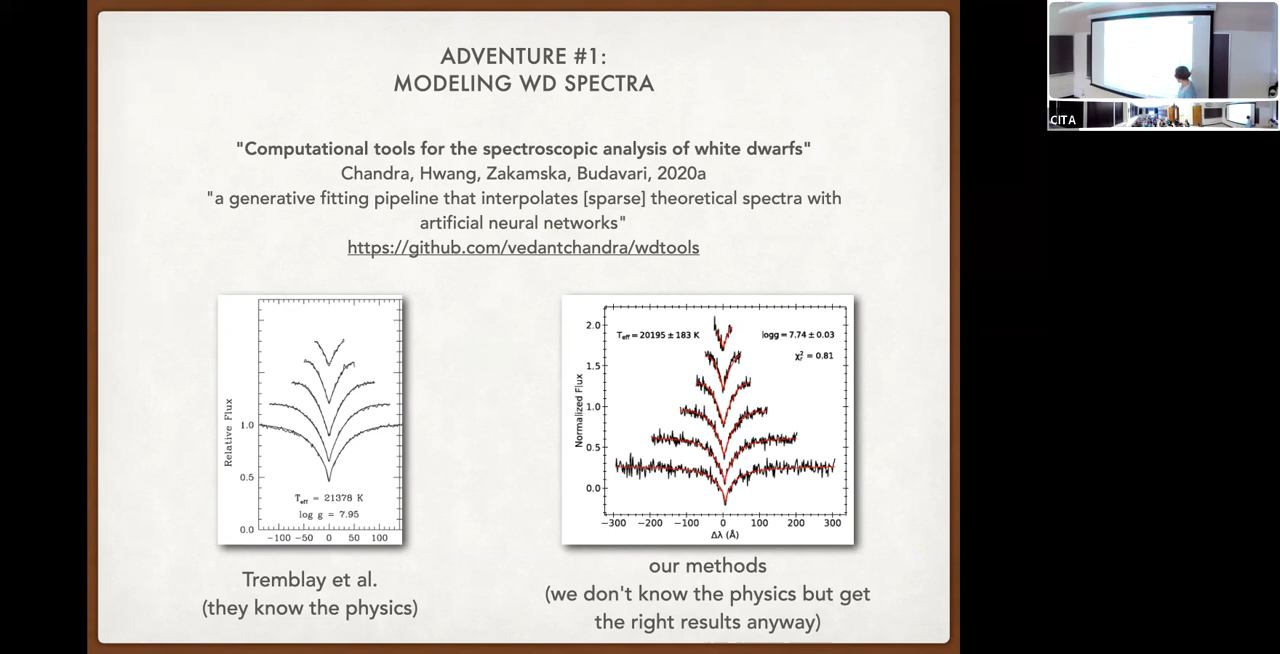 ADVENTURE #1:
MODELING WD SPECTRA
"Computational tools for the spectroscopic analysis of white dwarfs"
Chandra, Hwang, Zakamska, Budavari, 2020a
"a generative fitting pipeline that interpolates [sparse] theoretical spectra with
artificial neural networks"
https://github.com/vedantchandra/wdtools
Relative Flux
1.0
0.5
0.0
T_eff = 21378 K
log g = 7.95
−100 −50 0 50 100
Tremblay et al.
(they know the physics)
Normalized Flux
2.0
1.5
1.0
0.5
0.0
T_eff = 20195 ± 183 K
logg = 7.74 ± 0.03
χ²_r = 0.81
−300 −200 −100 0 100 200 300
Δλ (Å)
our methods
(we don't know the physics but get
the right results anyway)
CITA